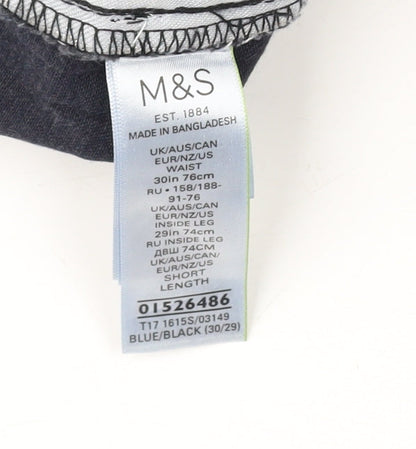 M&S
EST. 1884
MADE IN BANGLADESH
UK/AUS/CAN
EUR/NZ/US
WAIST
30in 76cm
RU • 158/188-
91-76
UK/AUS/CAN
EUR/NZ/US
INSIDE LEG
29in 74cm
RU INSIDE LEG
ДВШ 74CM
UK/AUS/CAN/
EUR/NZ/US
SHORT
LENGTH
01526486
T17 1615S/03149
BLUE/BLACK (30/29)